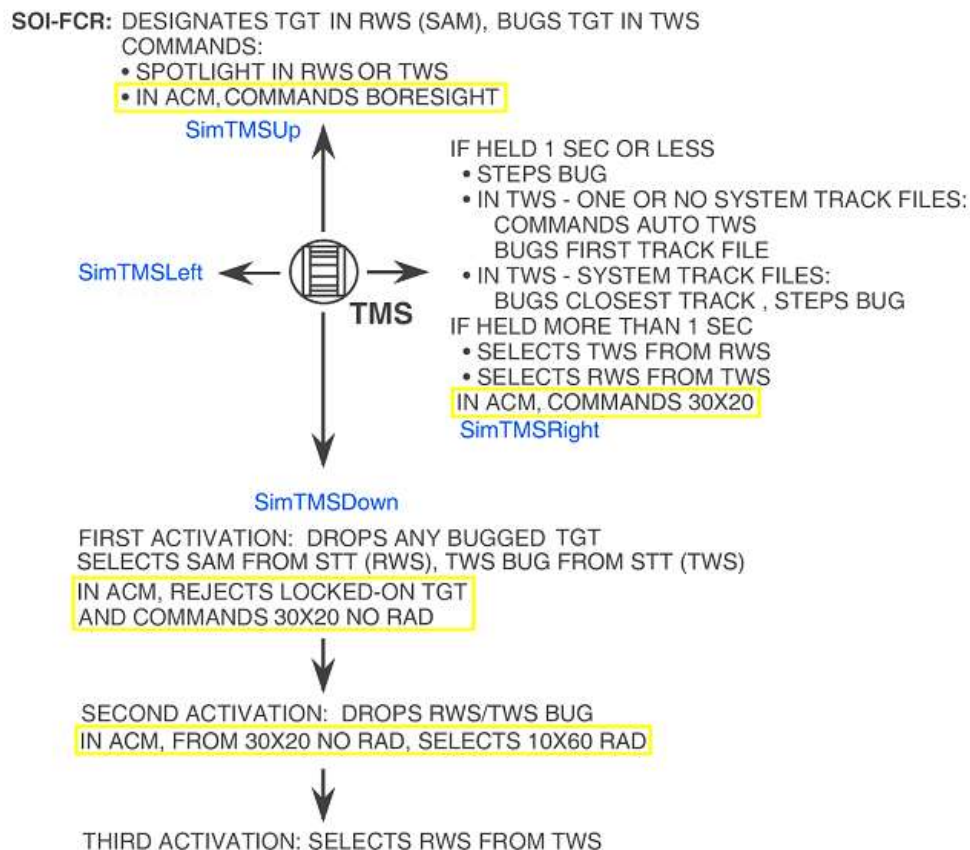 SOI-FCR: DESIGNATES TGT IN RWS (SAM), BUGS TGT IN TWS
COMMANDS:
• SPOTLIGHT IN RWS OR TWS
• IN ACM, COMMANDS BORESIGHT
SimTMSUp
IF HELD 1 SEC OR LESS
• STEPS BUG
• IN TWS - ONE OR NO SYSTEM TRACK FILES:
COMMANDS AUTO TWS
BUGS FIRST TRACK FILE
• IN TWS - SYSTEM TRACK FILES:
BUGS CLOSEST TRACK , STEPS BUG
IF HELD MORE THAN 1 SEC
• SELECTS TWS FROM RWS
• SELECTS RWS FROM TWS
IN ACM, COMMANDS 30X20
SimTMSRight
SimTMSLeft
TMS
SimTMSDown
FIRST ACTIVATION: DROPS ANY BUGGED TGT
SELECTS SAM FROM STT (RWS), TWS BUG FROM STT (TWS)
IN ACM, REJECTS LOCKED-ON TGT
AND COMMANDS 30X20 NO RAD
SECOND ACTIVATION: DROPS RWS/TWS BUG
IN ACM, FROM 30X20 NO RAD, SELECTS 10X60 RAD
THIRD ACTIVATION: SELECTS RWS FROM TWS